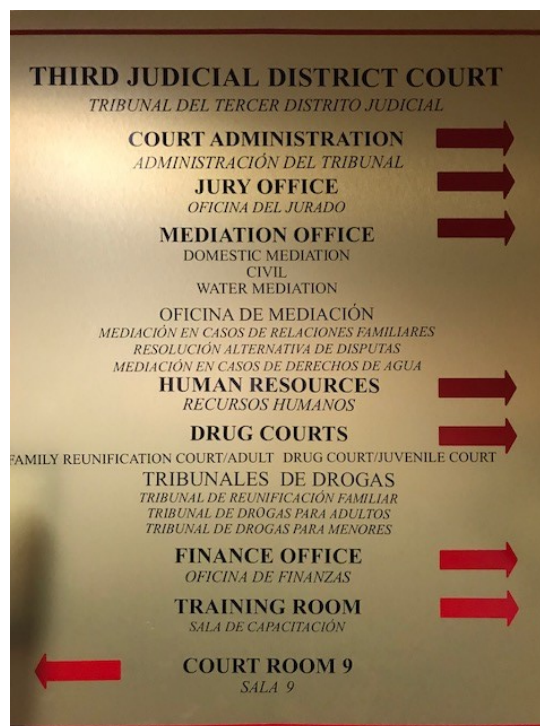 THIRD JUDICIAL DISTRICT COURT
TRIBUNAL DEL TERCER DISTRITO JUDICIAL
COURT ADMINISTRATION
ADMINISTRACIÓN DEL TRIBUNAL
JURY OFFICE
OFICINA DEL JURADO
MEDIATION OFFICE
DOMESTIC MEDIATION
CIVIL
WATER MEDIATION
OFICINA DE MEDIACIÓN
MEDIACIÓN EN CASOS DE RELACIONES FAMILIARES
RESOLUCIÓN ALTERNATIVA DE DISPUTAS
MEDIACIÓN EN CASOS DE DERECHOS DE AGUA
HUMAN RESOURCES
RECURSOS HUMANOS
DRUG COURTS
FAMILY REUNIFICATION COURT/ADULT DRUG COURT/JUVENILE COURT
TRIBUNALES DE DROGAS
TRIBUNAL DE REUNIFICACIÓN FAMILIAR
TRIBUNAL DE DROGAS PARA ADULTOS
TRIBUNAL DE DROGAS PARA MENORES
FINANCE OFFICE
OFICINA DE FINANZAS
TRAINING ROOM
SALA DE CAPACITACIÓN
COURT ROOM 9
SALA 9